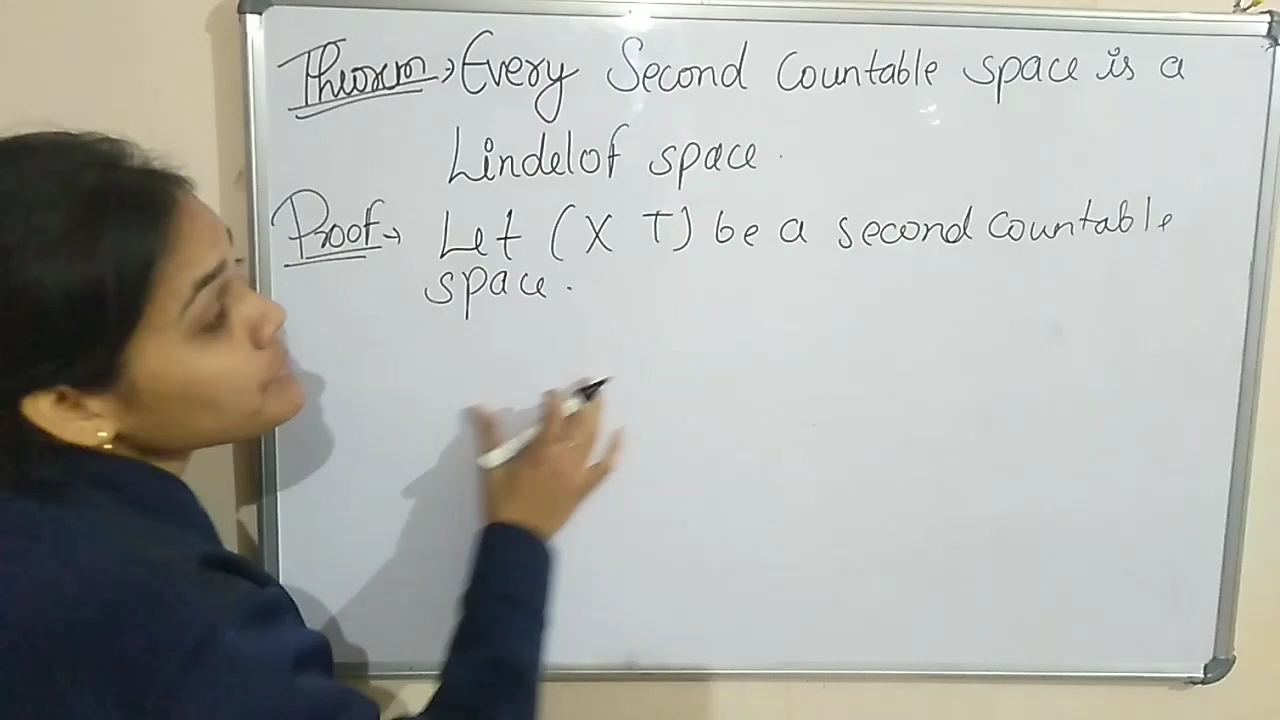 Theorem → Every Second Countable space is a
Lindelof space.
Proof → Let (X T) be a second countable
space.